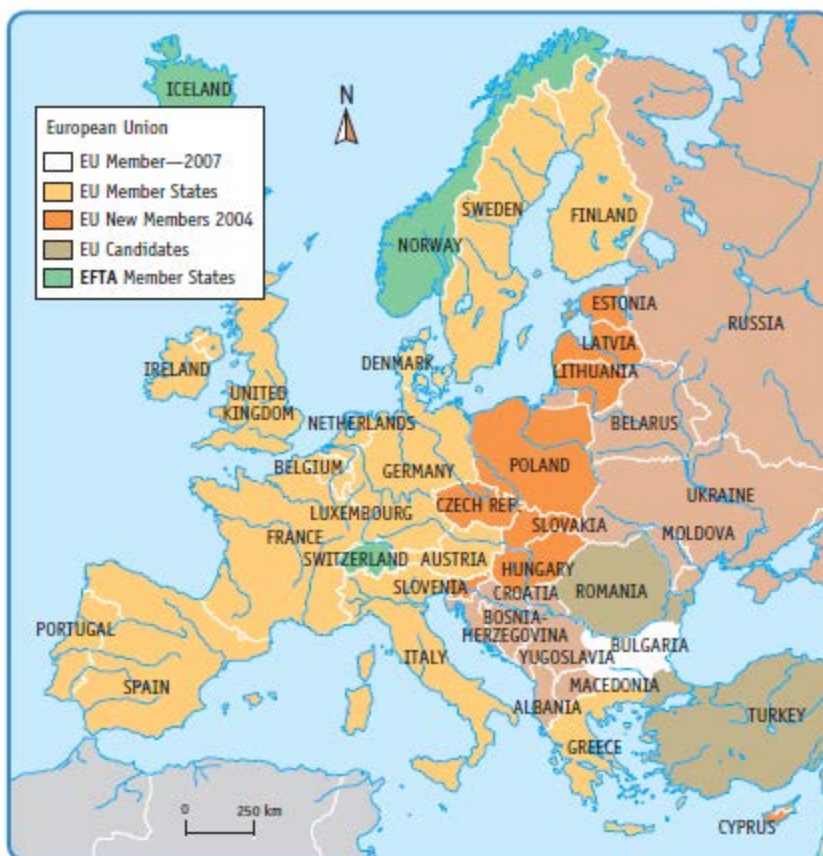 ICELAND
N
European Union
EU Member—2007
EU Member States
EU New Members 2004
EU Candidates
EFTA Member States
SWEDEN
FINLAND
NORWAY
ESTONIA
RUSSIA
LATVIA
LITHUANIA
DENMARK
IRELAND
UNITED
KINGDOM
NETHERLANDS
BELARUS
BELGIUM
GERMANY
POLAND
UKRAINE
CZECH REP.
LUXEMBOURG
SLOVAKIA
MOLDOVA
FRANCE
SWITZERLAND
AUSTRIA
HUNGARY
SLOVENIA
CROATIA
ROMANIA
BOSNIA-
HERZEGOVINA
PORTUGAL
ITALY
YUGOSLAVIA
BULGARIA
SPAIN
MACEDONIA
ALBANIA
TURKEY
GREECE
0 250 km
CYPRUS